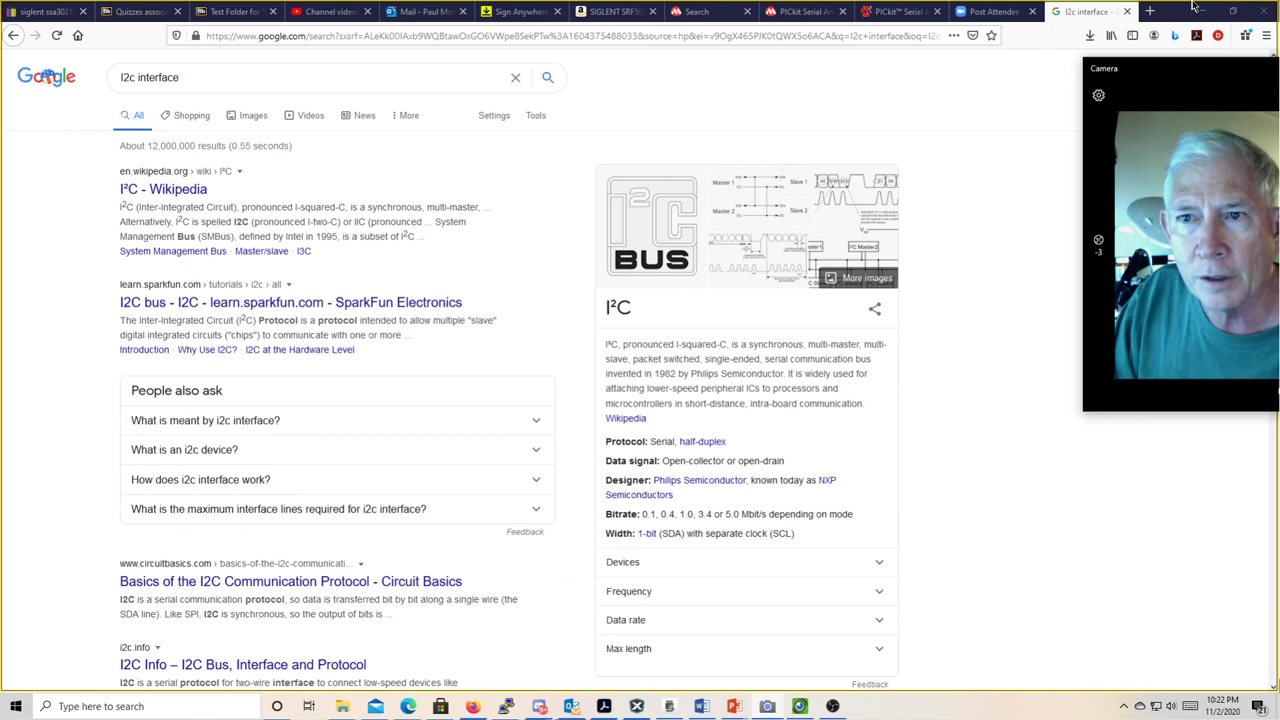 siglent ssa302
Quizzes assoc
Test Folder for
Channel videos
Mail - Paul Mor
Sign Anywhere
SIGLENT SRF5
Search
PICkit Serial An
PICkit™ Serial A
Post Attendee
I2c interface -
https://www.google.com/search?sxsrf=ALeKk00IAxb9WQBtawOxGO6VWpe8SekPTw%3A1604375488033&source=hp&ei=v9OgX465PJK0tQWX5o6ACA&q=I2c+interface&oq=I2c
Google
I2c interface
All
Shopping
Images
Videos
News
More
Settings
Tools
About 12,000,000 results (0.55 seconds)
en.wikipedia.org › wiki › I²C
I²C - Wikipedia
I²C (Inter-Integrated Circuit), pronounced I-squared-C, is a synchronous, multi-master, ...
Alternatively, I²C is spelled I2C (pronounced I-two-C) or IIC (pronounced ... System
Management Bus (SMBus), defined by Intel in 1995, is a subset of I²C ...
System Management Bus · Master/slave · I3C
learn.sparkfun.com › tutorials › i2c › all
I2C bus - I2C - learn.sparkfun.com - SparkFun Electronics
The Inter-Integrated Circuit (I²C) Protocol is a protocol intended to allow multiple "slave"
digital integrated circuits ("chips") to communicate with one or more ...
Introduction · Why Use I2C? · I2C at the Hardware Level
People also ask
What is meant by i2c interface?
What is an i2c device?
How does i2c interface work?
What is the maximum interface lines required for i2c interface?
Feedback
www.circuitbasics.com › basics-of-the-i2c-communicati...
Basics of the I2C Communication Protocol - Circuit Basics
I2C is a serial communication protocol, so data is transferred bit by bit along a single wire (the
SDA line). Like SPI, I2C is synchronous, so the output of bits is ...
i2c.info
I2C Info – I2C Bus, Interface and Protocol
I2C is a serial protocol for two-wire interface to connect low-speed devices like
I²C
BUS
Master 1
Slave 1
Master 2
Slave 2
I²C Master2
More images
I²C
I²C, pronounced I-squared-C, is a synchronous, multi-master, multi-
slave, packet switched, single-ended, serial communication bus
invented in 1982 by Philips Semiconductor. It is widely used for
attaching lower-speed peripheral ICs to processors and
microcontrollers in short-distance, intra-board communication.
Wikipedia
Protocol: Serial, half-duplex
Data signal: Open-collector or open-drain
Designer: Philips Semiconductor, known today as NXP
Semiconductors
Bitrate: 0.1, 0.4, 1.0, 3.4 or 5.0 Mbit/s depending on mode
Width: 1-bit (SDA) with separate clock (SCL)
Devices
Frequency
Data rate
Max length
Feedback
Camera
-3
Type here to search
10:22 PM
11/2/2020
21